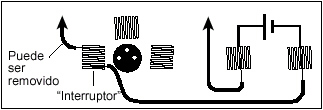 Puede
ser
removido
“Interruptor”